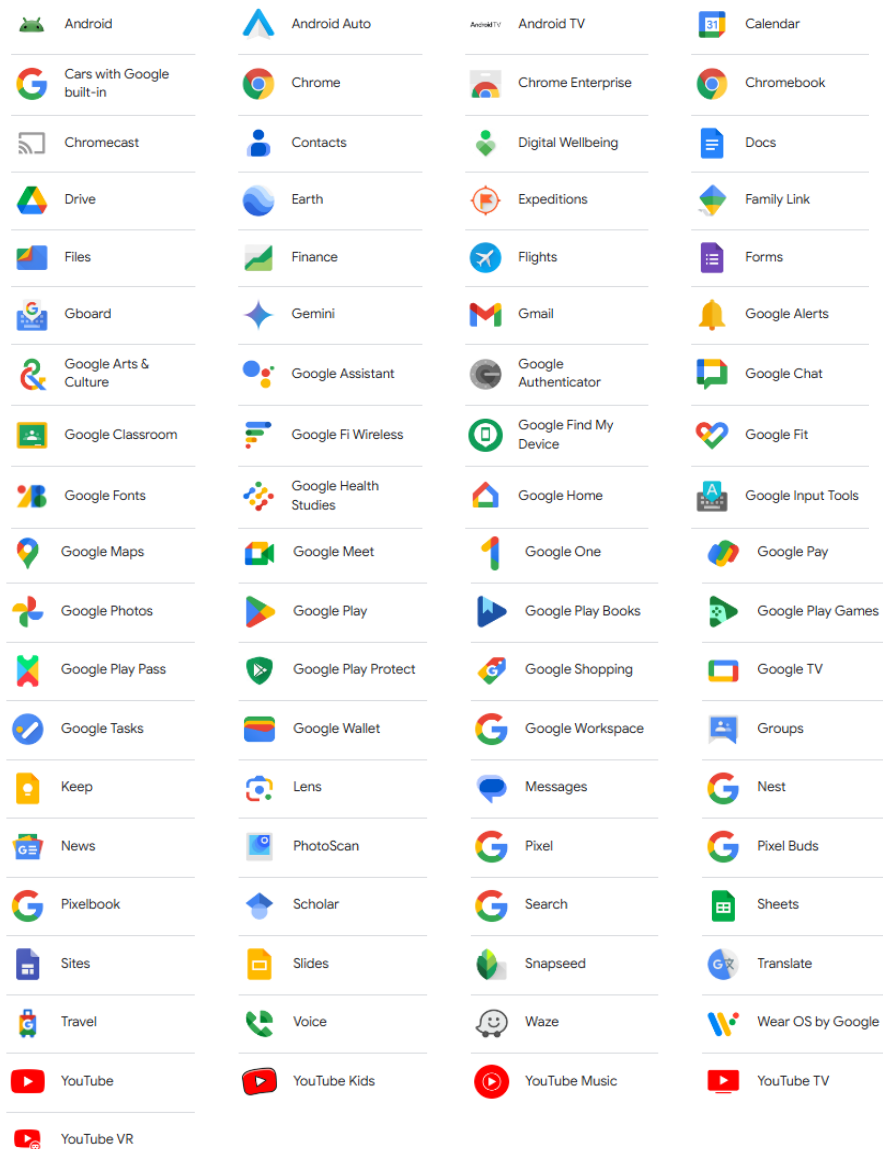 Android
Android Auto
AndroidTV
Android TV
31
Calendar
Cars with Google
built-in
Chrome
Chrome Enterprise
Chromebook
Chromecast
Contacts
Digital Wellbeing
Docs
Drive
Earth
Expeditions
Family Link
Files
Finance
Flights
Forms
G
Gboard
Gemini
Gmail
Google Alerts
Google Arts &
Culture
Google Assistant
Google
Authenticator
Google Chat
Google Classroom
Google Fi Wireless
Google Find My
Device
Google Fit
Google Fonts
Google Health
Studies
Google Home
A
Google Input Tools
Google Maps
Google Meet
Google One
Google Pay
Google Photos
Google Play
Google Play Books
Google Play Games
Google Play Pass
Google Play Protect
G
Google Shopping
Google TV
Google Tasks
Google Wallet
Google Workspace
Groups
Keep
Lens
Messages
Nest
G
News
PhotoScan
Pixel
Pixel Buds
Pixelbook
Scholar
Search
Sheets
Sites
Slides
Snapseed
G文
Translate
G
Travel
Voice
Waze
Wear OS by Google
YouTube
YouTube Kids
YouTube Music
YouTube TV
YouTube VR